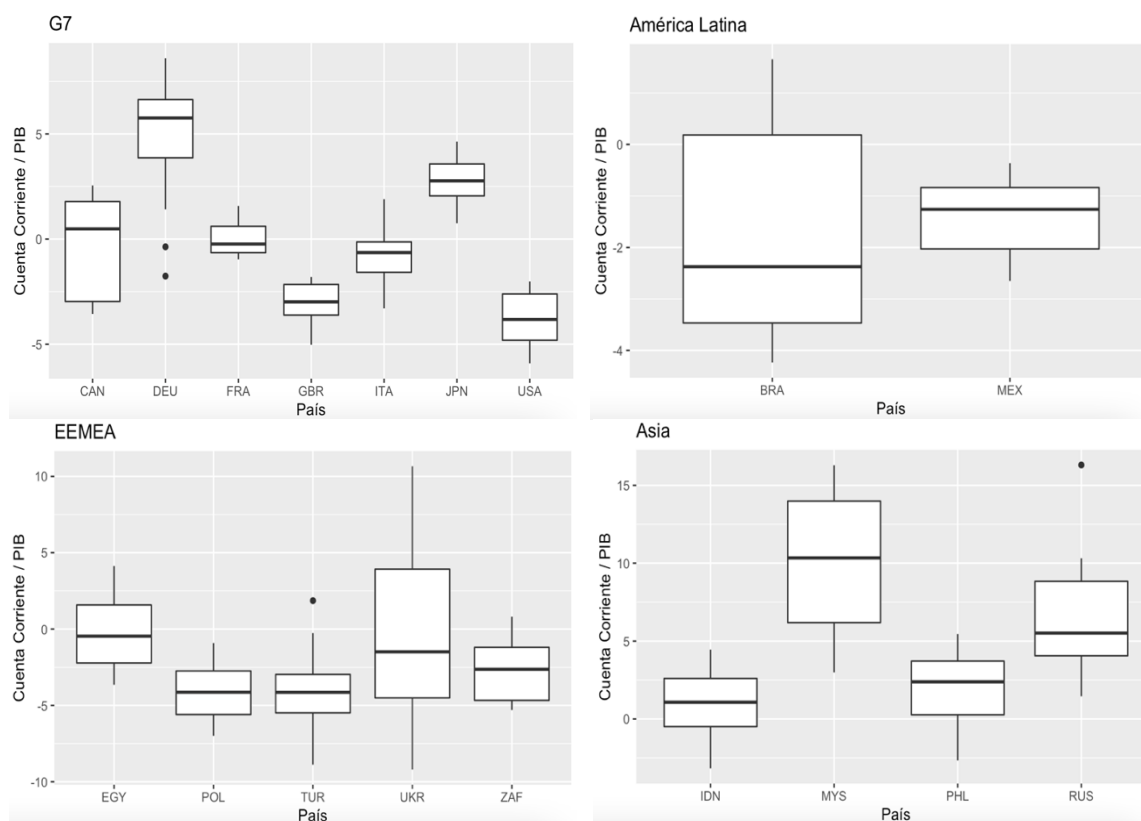 G7
Cuenta Corriente / PIB
5
0
-5
CAN DEU FRA GBR ITA JPN USA
País
América Latina
Cuenta Corriente / PIB
0
-2
-4
BRA MEX
País
EEMEA
Cuenta Corriente / PIB
10
5
0
-5
-10
EGY POL TUR UKR ZAF
País
Asia
Cuenta Corriente / PIB
15
10
5
0
IDN MYS PHL RUS
País